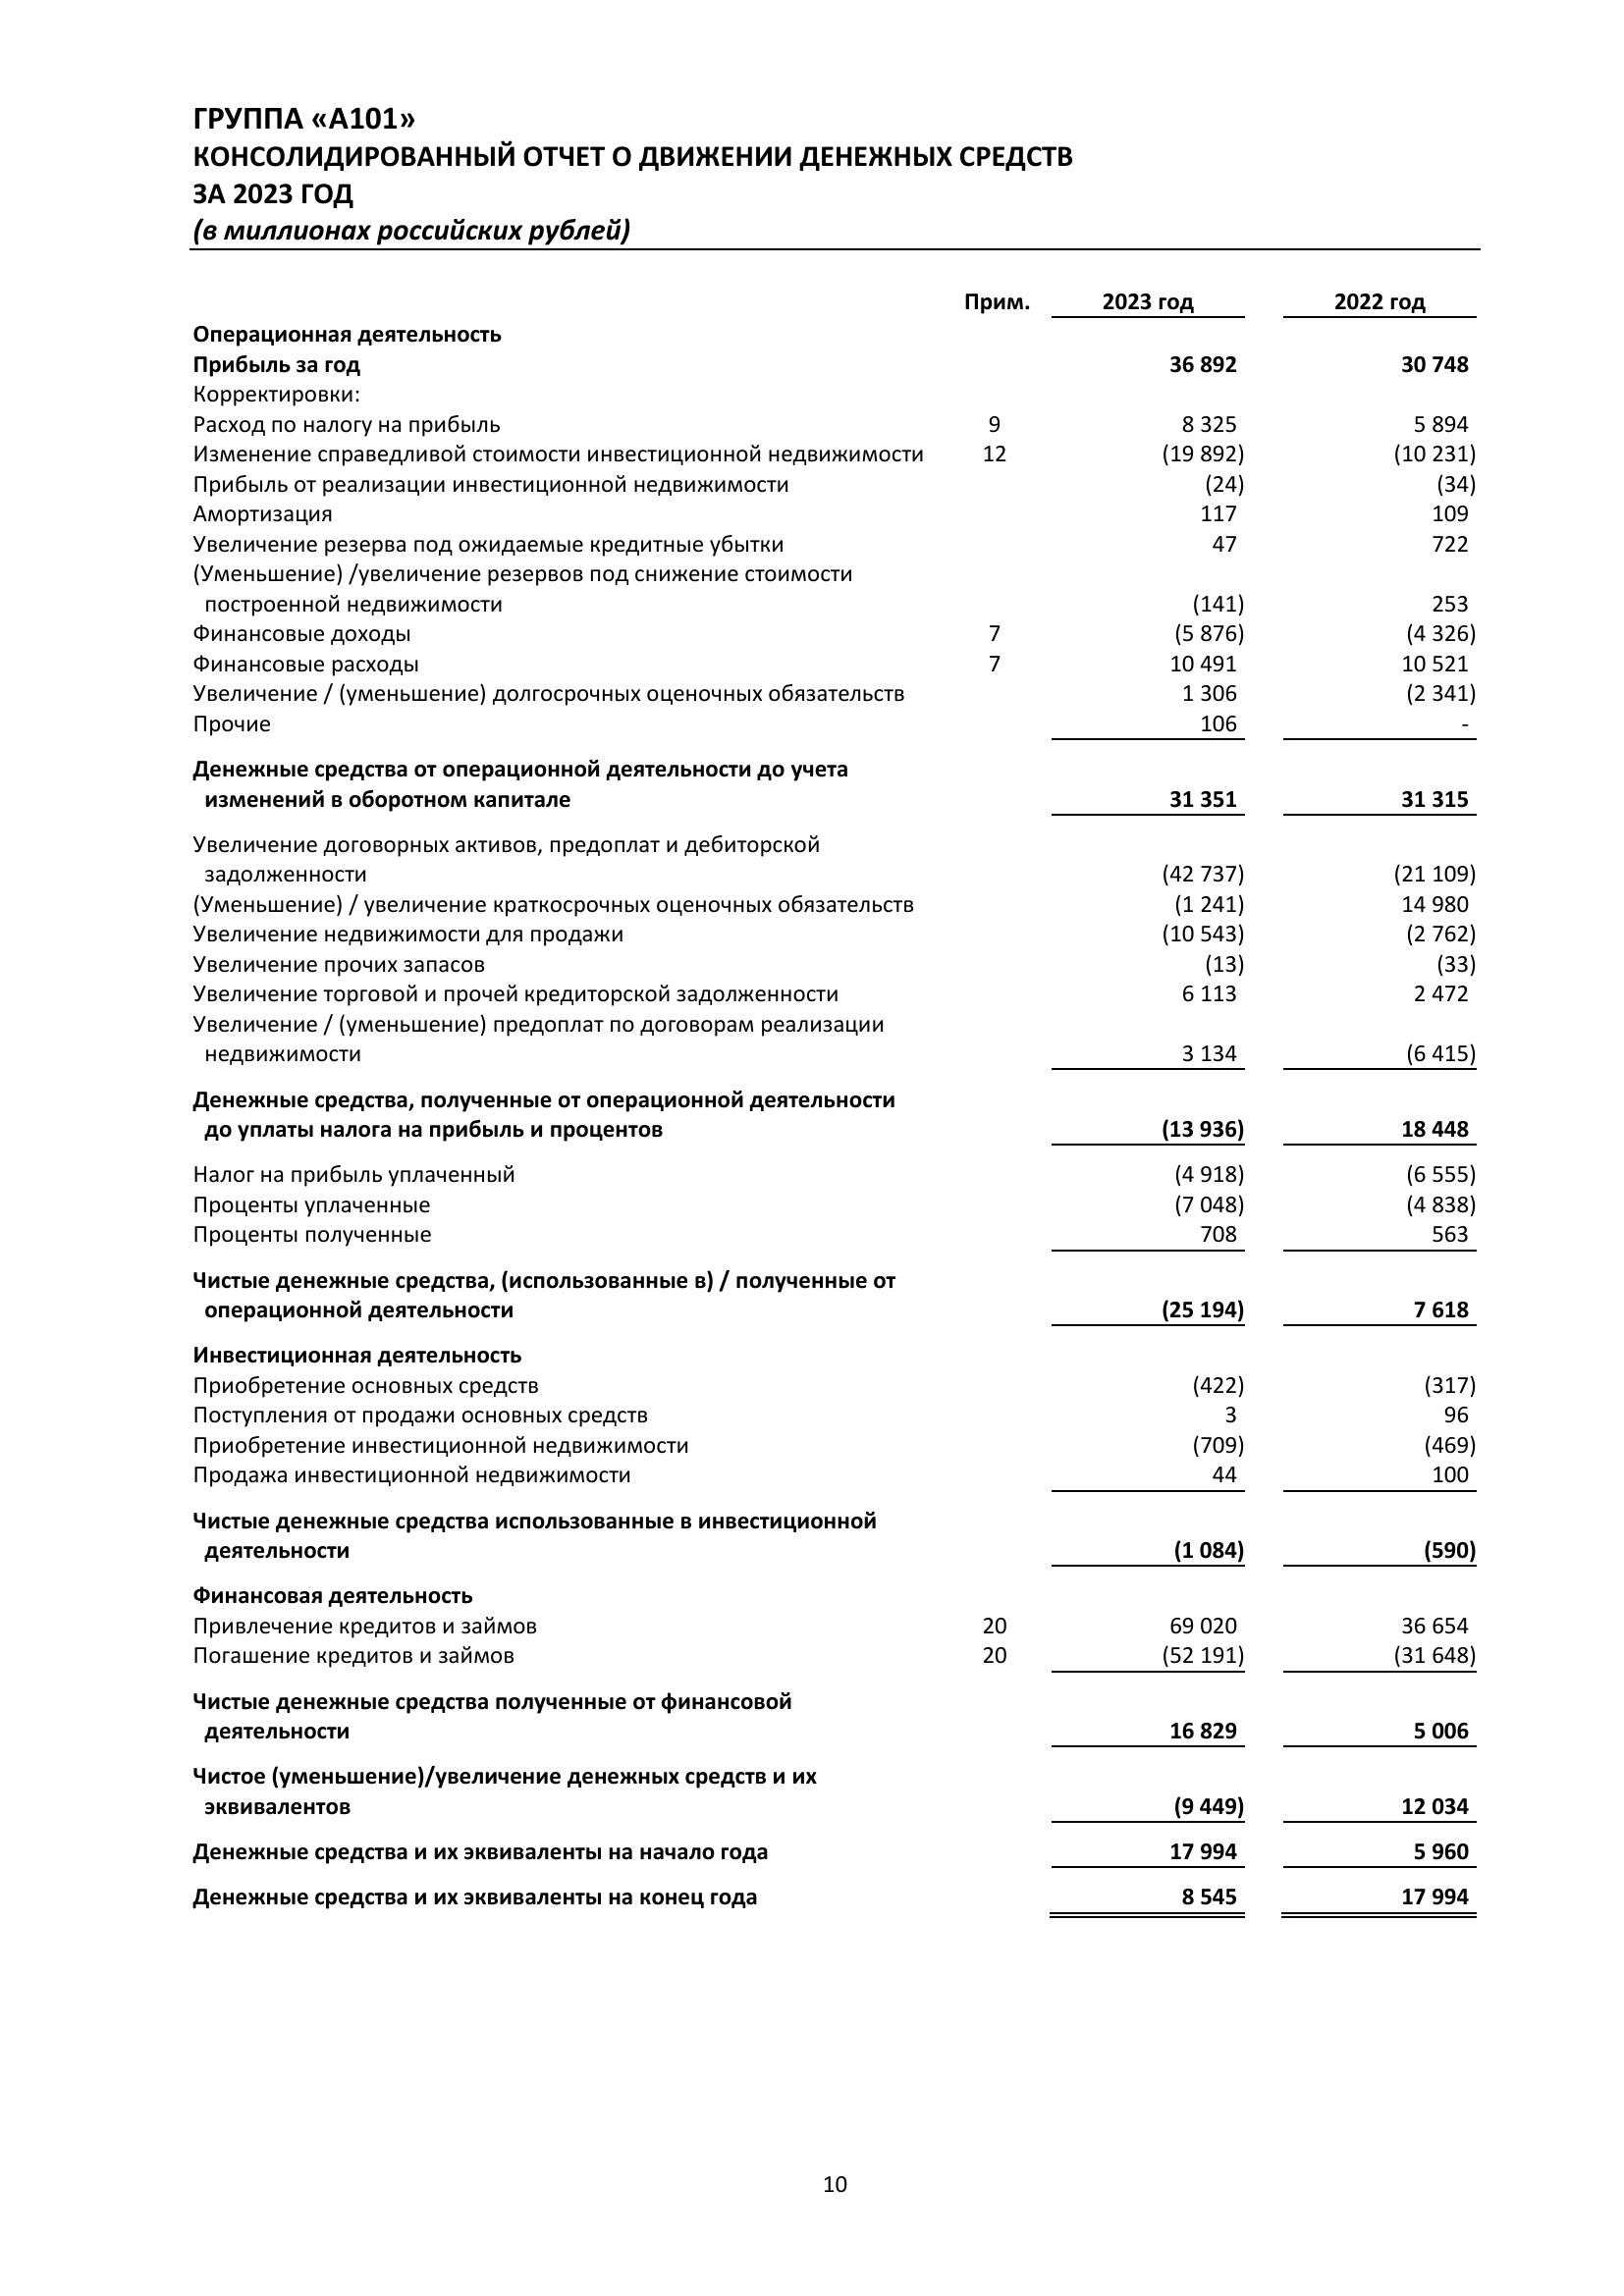 ГРУППА «А101»
КОНСОЛИДИРОВАННЫЙ ОТЧЕТ О ДВИЖЕНИИ ДЕНЕЖНЫХ СРЕДСТВ
ЗА 2023 ГОД
(в миллионах российских рублей)
Прим. 2023 год 2022 год
Операционная деятельность
Прибыль за год 36 892 30 748
Корректировки:
Расход по налогу на прибыль 9 8 325 5 894
Изменение справедливой стоимости инвестиционной недвижимости 12 (19 892) (10 231)
Прибыль от реализации инвестиционной недвижимости (24) (34)
Амортизация 117 109
Увеличение резерва под ожидаемые кредитные убытки 47 722
(Уменьшение) /увеличение резервов под снижение стоимости
построенной недвижимости (141) 253
Финансовые доходы 7 (5 876) (4 326)
Финансовые расходы 7 10 491 10 521
Увеличение / (уменьшение) долгосрочных оценочных обязательств 1 306 (2 341)
Прочие 106 -
Денежные средства от операционной деятельности до учета
изменений в оборотном капитале 31 351 31 315
Увеличение договорных активов, предоплат и дебиторской
задолженности (42 737) (21 109)
(Уменьшение) / увеличение краткосрочных оценочных обязательств (1 241) 14 980
Увеличение недвижимости для продажи (10 543) (2 762)
Увеличение прочих запасов (13) (33)
Увеличение торговой и прочей кредиторской задолженности 6 113 2 472
Увеличение / (уменьшение) предоплат по договорам реализации
недвижимости 3 134 (6 415)
Денежные средства, полученные от операционной деятельности
до уплаты налога на прибыль и процентов (13 936) 18 448
Налог на прибыль уплаченный (4 918) (6 555)
Проценты уплаченные (7 048) (4 838)
Проценты полученные 708 563
Чистые денежные средства, (использованные в) / полученные от
операционной деятельности (25 194) 7 618
Инвестиционная деятельность
Приобретение основных средств (422) (317)
Поступления от продажи основных средств 3 96
Приобретение инвестиционной недвижимости (709) (469)
Продажа инвестиционной недвижимости 44 100
Чистые денежные средства использованные в инвестиционной
деятельности (1 084) (590)
Финансовая деятельность
Привлечение кредитов и займов 20 69 020 36 654
Погашение кредитов и займов 20 (52 191) (31 648)
Чистые денежные средства полученные от финансовой
деятельности 16 829 5 006
Чистое (уменьшение)/увеличение денежных средств и их
эквивалентов (9 449) 12 034
Денежные средства и их эквиваленты на начало года 17 994 5 960
Денежные средства и их эквиваленты на конец года 8 545 17 994
10